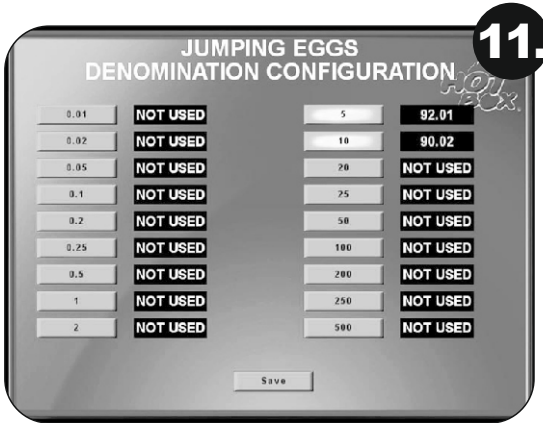 11.
JUMPING EGGS
DENOMINATION CONFIGURATION
HOT
BOX
0.01 NOT USED 5 92.01
0.02 NOT USED 10 90.02
0.05 NOT USED 20 NOT USED
0.1 NOT USED 25 NOT USED
0.2 NOT USED 50 NOT USED
0.25 NOT USED 100 NOT USED
0.5 NOT USED 200 NOT USED
1 NOT USED 250 NOT USED
2 NOT USED 500 NOT USED
Save